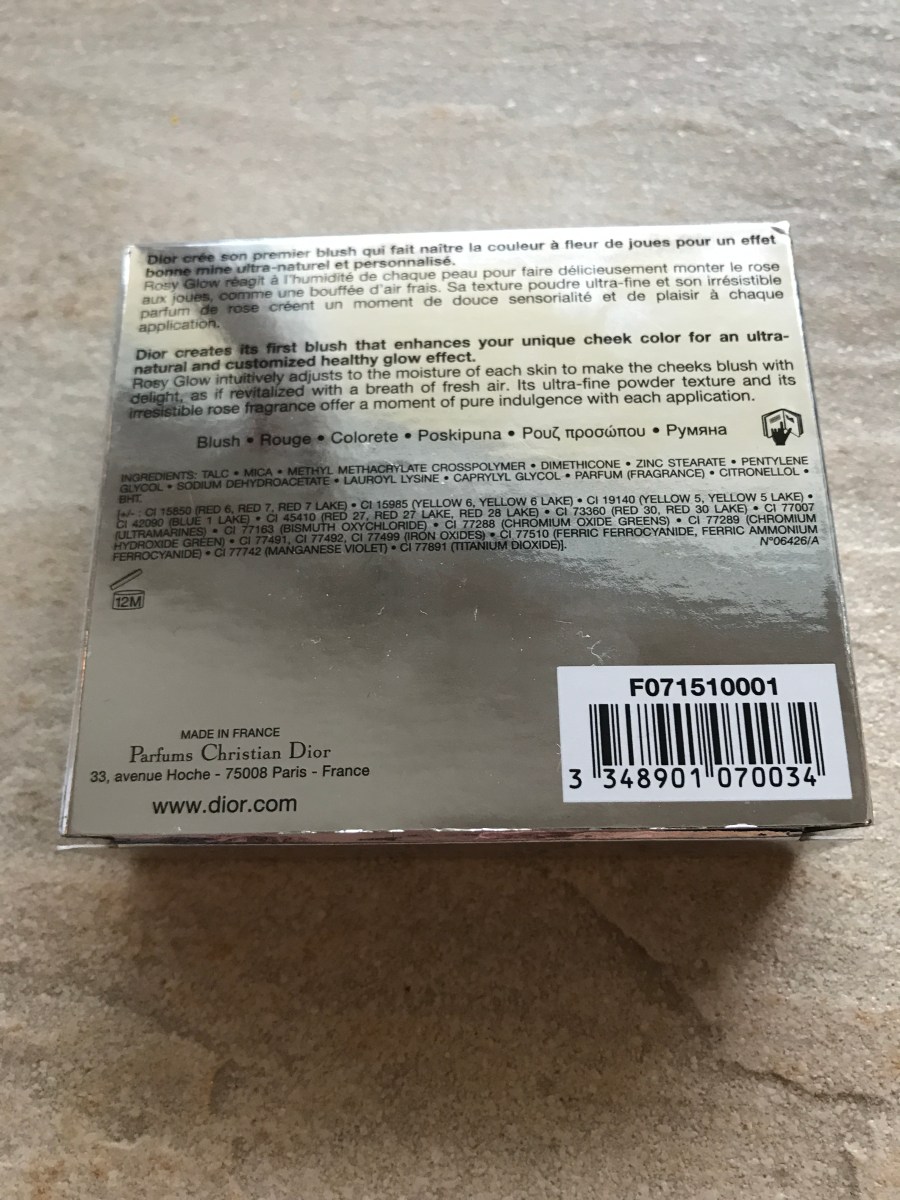 Dior crée son premier blush qui fait naître la couleur à fleur de joues pour un effet
bonne mine ultra-naturel et personnalisé.
Rosy Glow réagit à l'humidité de chaque peau pour faire délicieusement monter le rose
aux joues, comme une bouffée d'air frais. Sa texture poudre ultra-fine et son irrésistible
parfum de rose créent un moment de douce sensorialité et de plaisir à chaque
application.
Dior creates its first blush that enhances your unique cheek color for an ultra-
natural and customized healthy glow effect.
Rosy Glow intuitively adjusts to the moisture of each skin to make the cheeks blush with
delight, as if revitalized with a breath of fresh air. Its ultra-fine powder texture and its
irresistible rose fragrance offer a moment of pure indulgence with each application.
Blush • Rouge • Colorete • Poskipuna • Ρουζ προσώπου • Румяна
INGREDIENTS: TALC • MICA • METHYL METHACRYLATE CROSSPOLYMER • DIMETHICONE • ZINC STEARATE • PENTYLENE
GLYCOL • SODIUM DEHYDROACETATE • LAUROYL LYSINE • CAPRYLYL GLYCOL • PARFUM (FRAGRANCE) • CITRONELLOL •
BHT.
[+/- : CI 15850 (RED 6, RED 7, RED 7 LAKE) • CI 15985 (YELLOW 6, YELLOW 6 LAKE) • CI 19140 (YELLOW 5, YELLOW 5 LAKE) •
CI 42090 (BLUE 1 LAKE) • CI 45410 (RED 27, RED 27 LAKE, RED 28 LAKE) • CI 73360 (RED 30, RED 30 LAKE) • CI 77007
(ULTRAMARINES) • CI 77163 (BISMUTH OXYCHLORIDE) • CI 77288 (CHROMIUM OXIDE GREENS) • CI 77289 (CHROMIUM
HYDROXIDE GREEN) • CI 77491, CI 77492, CI 77499 (IRON OXIDES) • CI 77510 (FERRIC FERROCYANIDE, FERRIC AMMONIUM
FERROCYANIDE) • CI 77742 (MANGANESE VIOLET) • CI 77891 (TITANIUM DIOXIDE)]. N°06426/A
12M
F071510001
3 348901 070034
MADE IN FRANCE
Parfums Christian Dior
33, avenue Hoche - 75008 Paris - France
www.dior.com